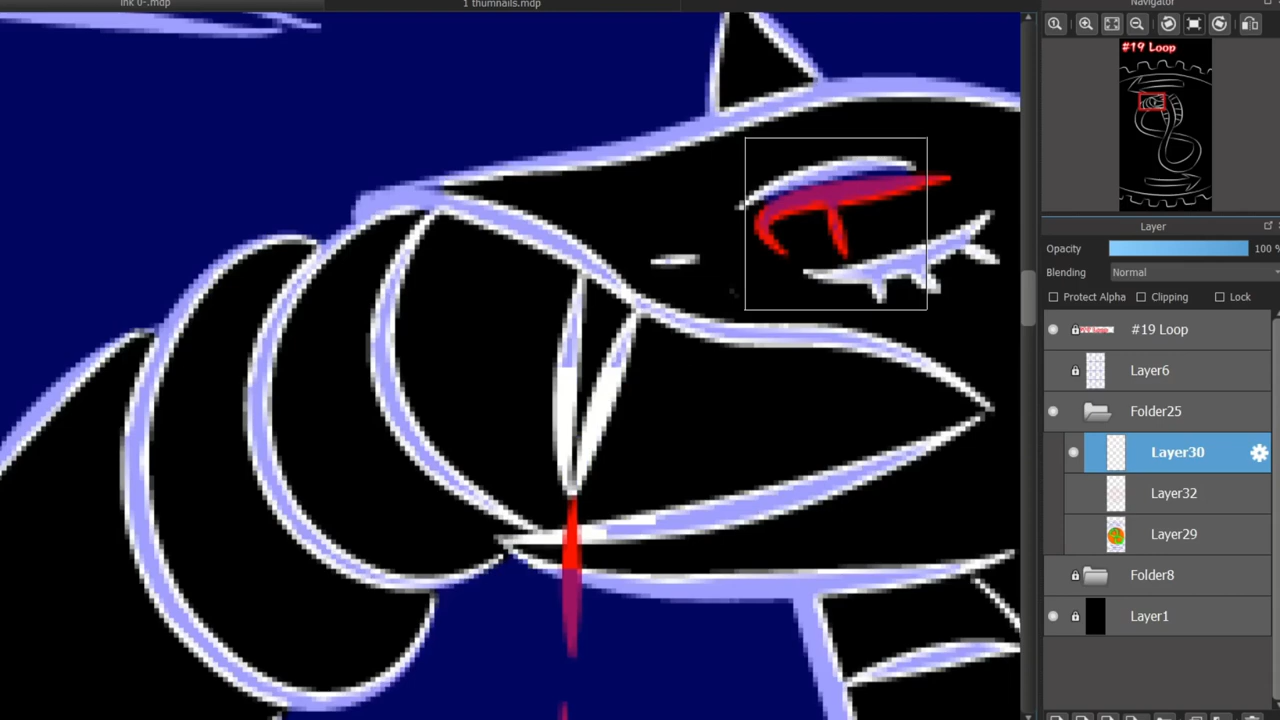 ink 0-.mdp
1 thumnails.mdp
Navigator
#19 Loop
Layer
Opacity
100 %
Blending
Normal
Protect Alpha
Clipping
Lock
#19 Loop
Layer6
Folder25
Layer30
Layer32
Layer29
Folder8
Layer1